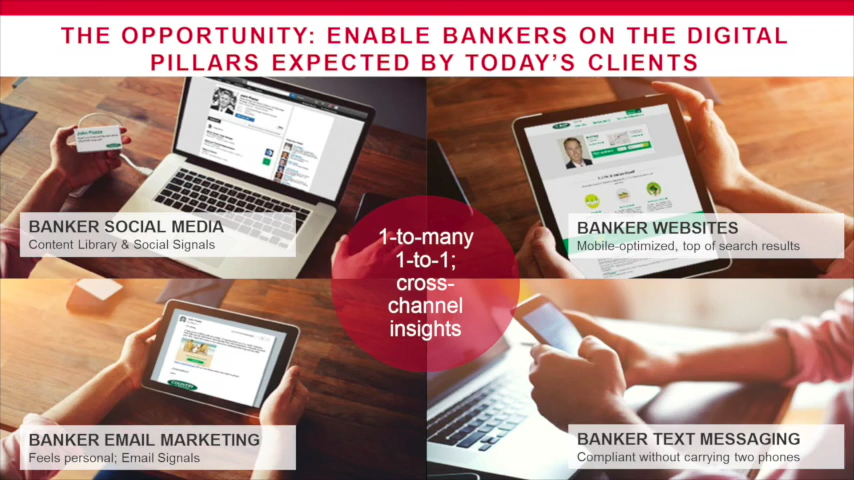 THE OPPORTUNITY: ENABLE BANKERS ON THE DIGITAL
PILLARS EXPECTED BY TODAY'S CLIENTS
BANKER SOCIAL MEDIA
Content Library & Social Signals
BANKER WEBSITES
Mobile-optimized, top of search results
1-to-many
1-to-1;
cross-
channel
insights
BANKER EMAIL MARKETING
Feels personal; Email Signals
BANKER TEXT MESSAGING
Compliant without carrying two phones